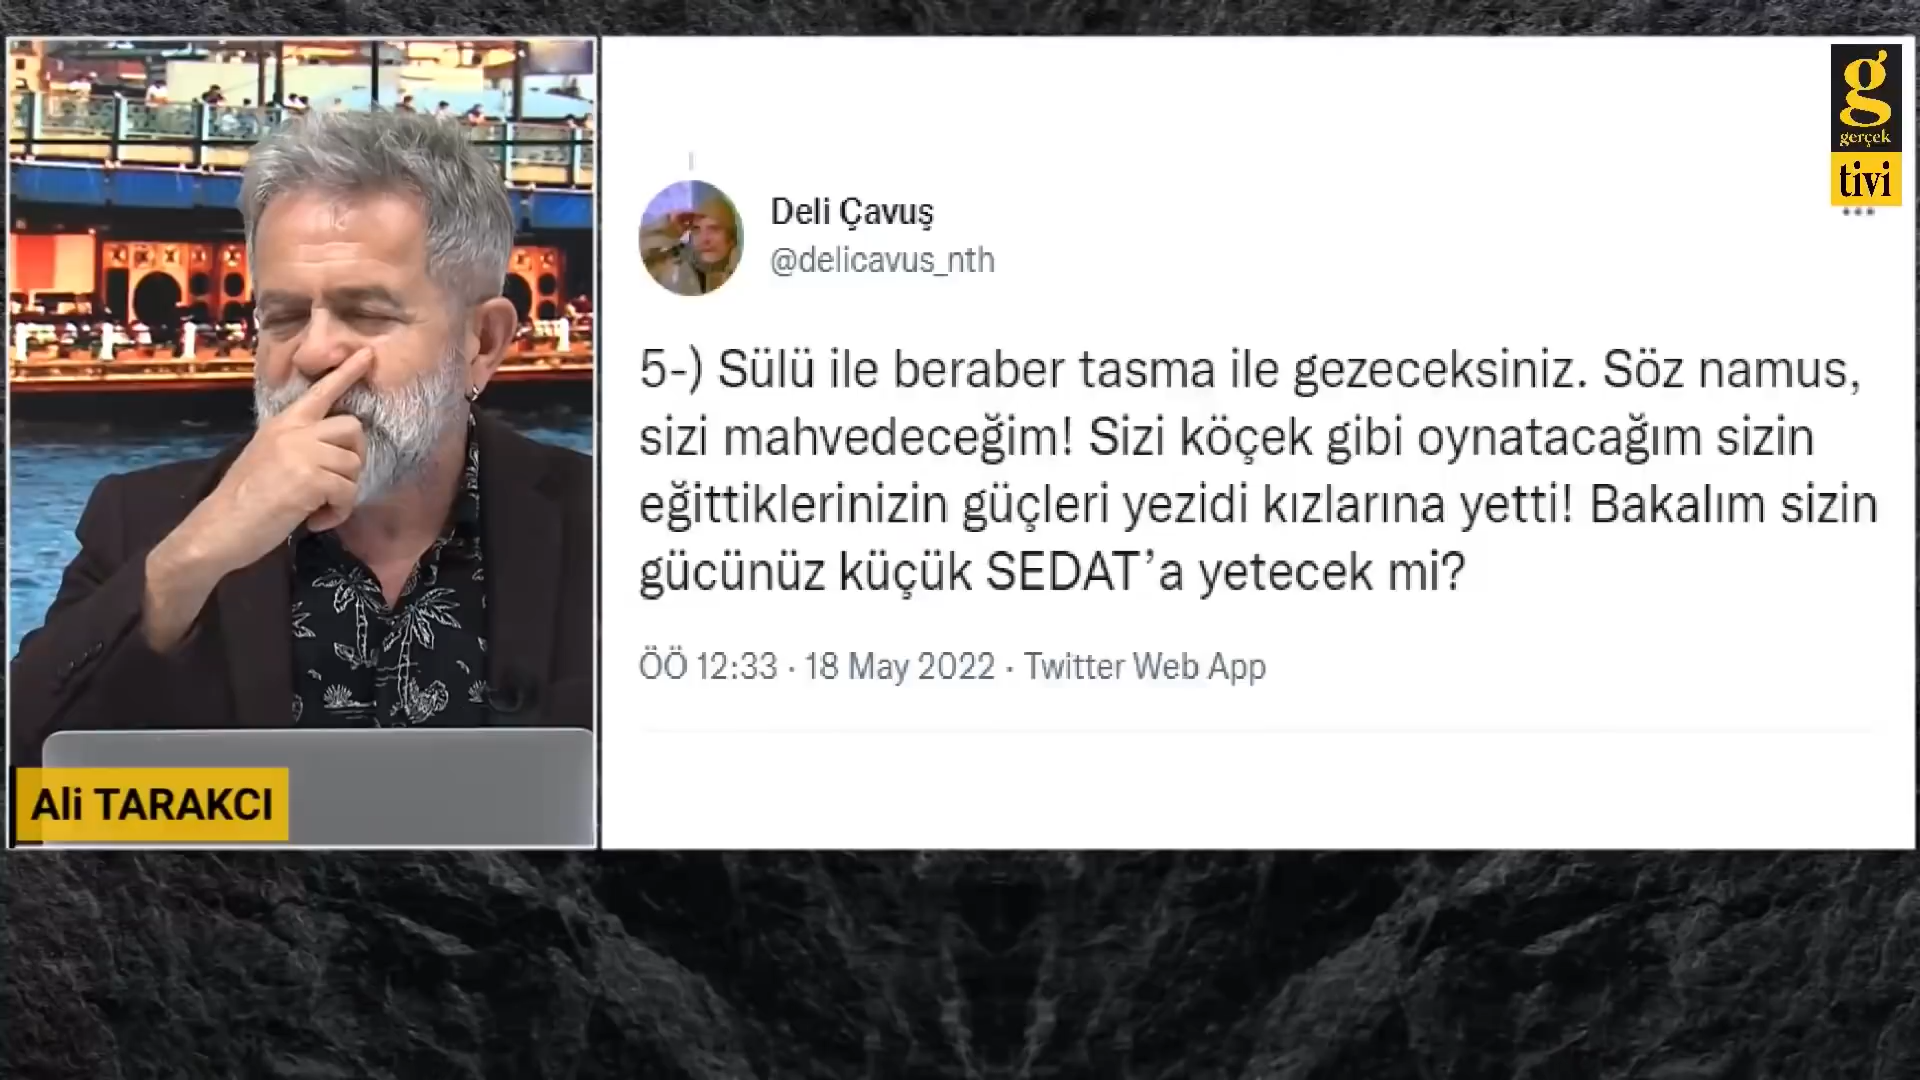 g
gerçek
tivi
Deli Çavuş
@delicavus_nth
5-) Sülü ile beraber tasma ile gezeceksiniz. Söz namus,
sizi mahvedeceğim! Sizi köçek gibi oynatacağım sizin
eğittiklerinizin güçleri yezidi kızlarına yetti! Bakalım sizin
gücünüz küçük SEDAT’a yetecek mi?
ÖÖ 12:33 · 18 May 2022 · Twitter Web App
Ali TARAKCI